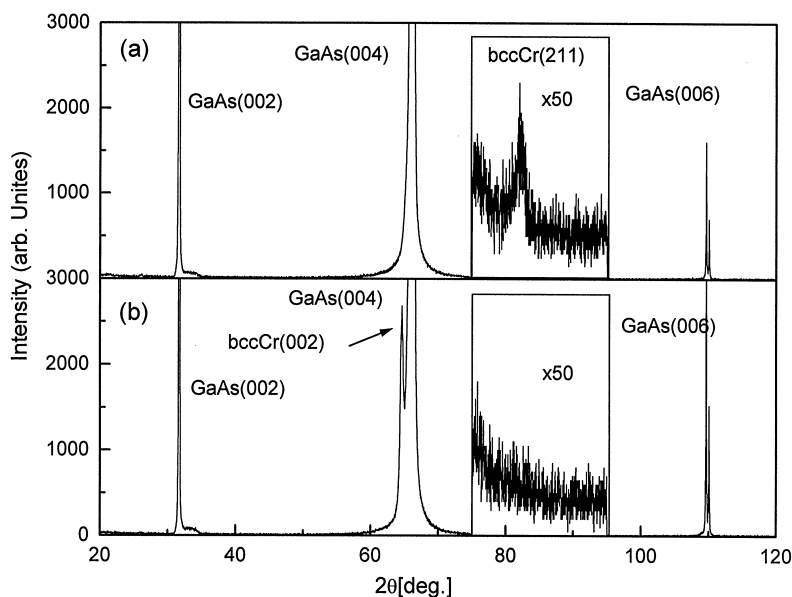 3000
(a)
GaAs(004)
bccCr(211)
GaAs(002)
x50
GaAs(006)
2000
1000
3000
(b)
GaAs(004)
bccCr(002)
GaAs(006)
GaAs(002)
x50
2000
1000
0
20
40
60
80
100
120
2θ[deg.]
Intensity (arb. Unites)